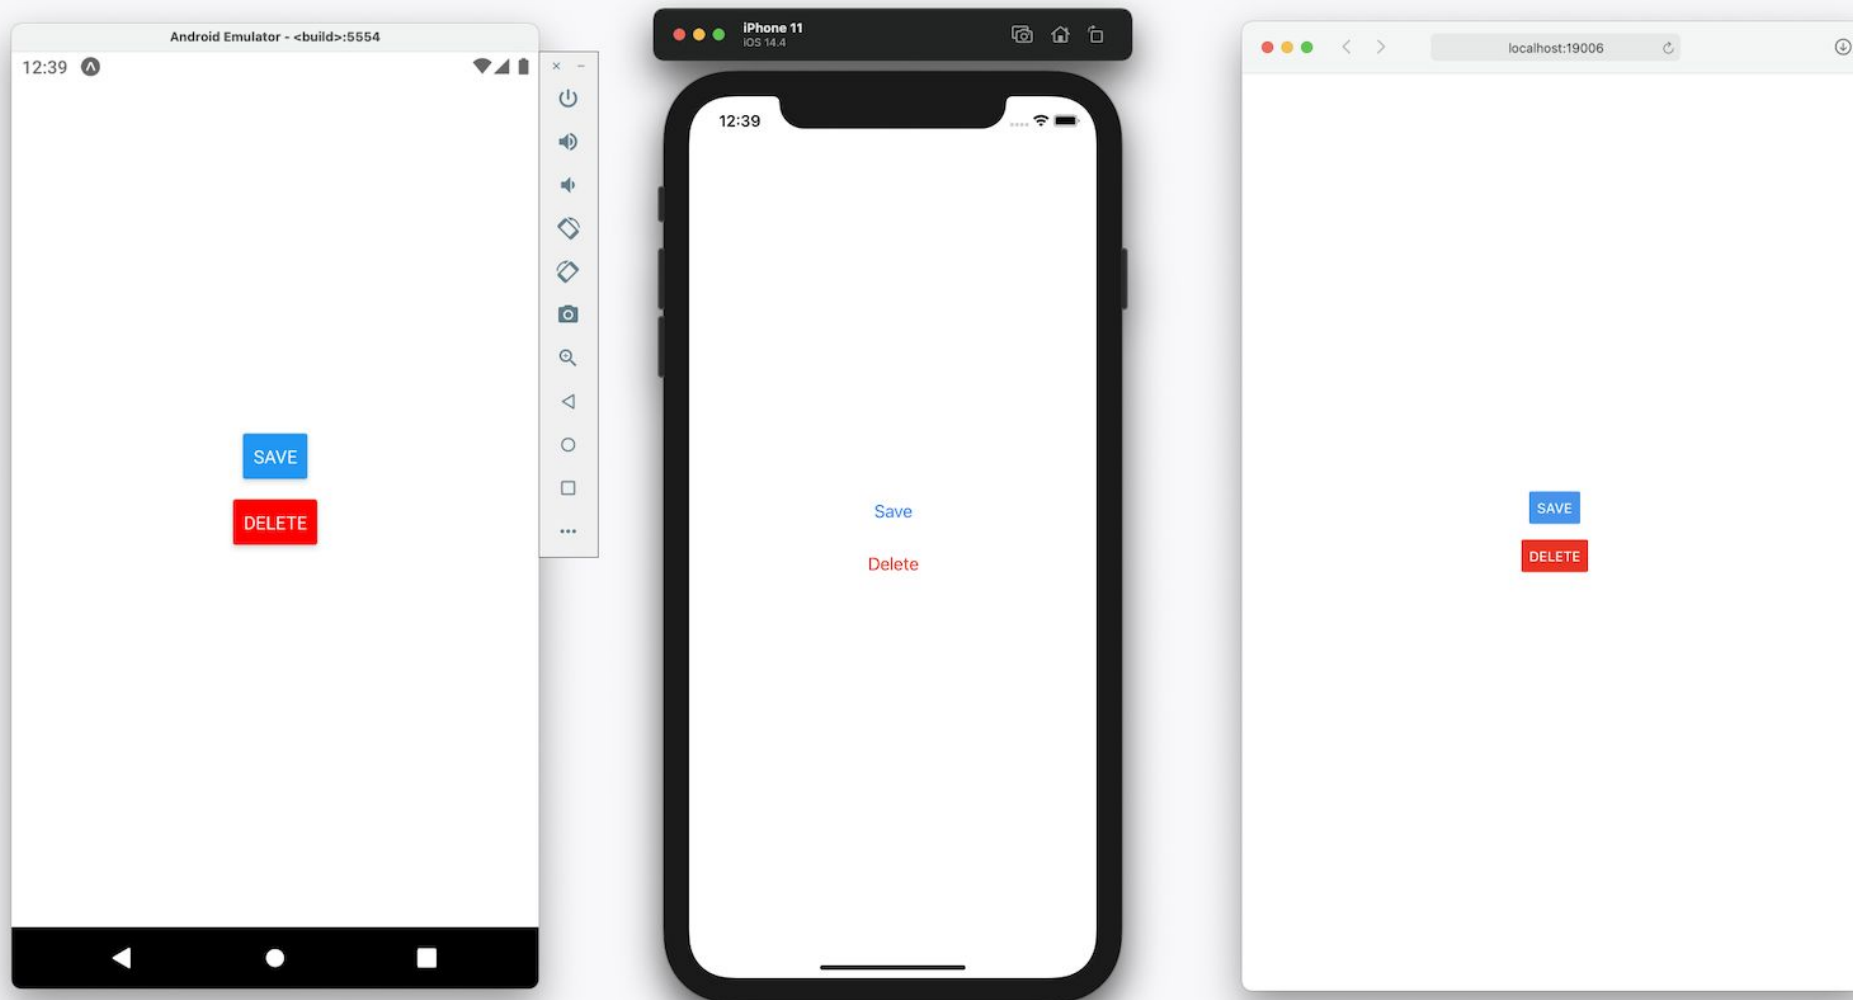 Android Emulator - <build>:5554
12:39
SAVE
DELETE
iPhone 11
iOS 14.4
12:39
Save
Delete
localhost:19006
SAVE
DELETE